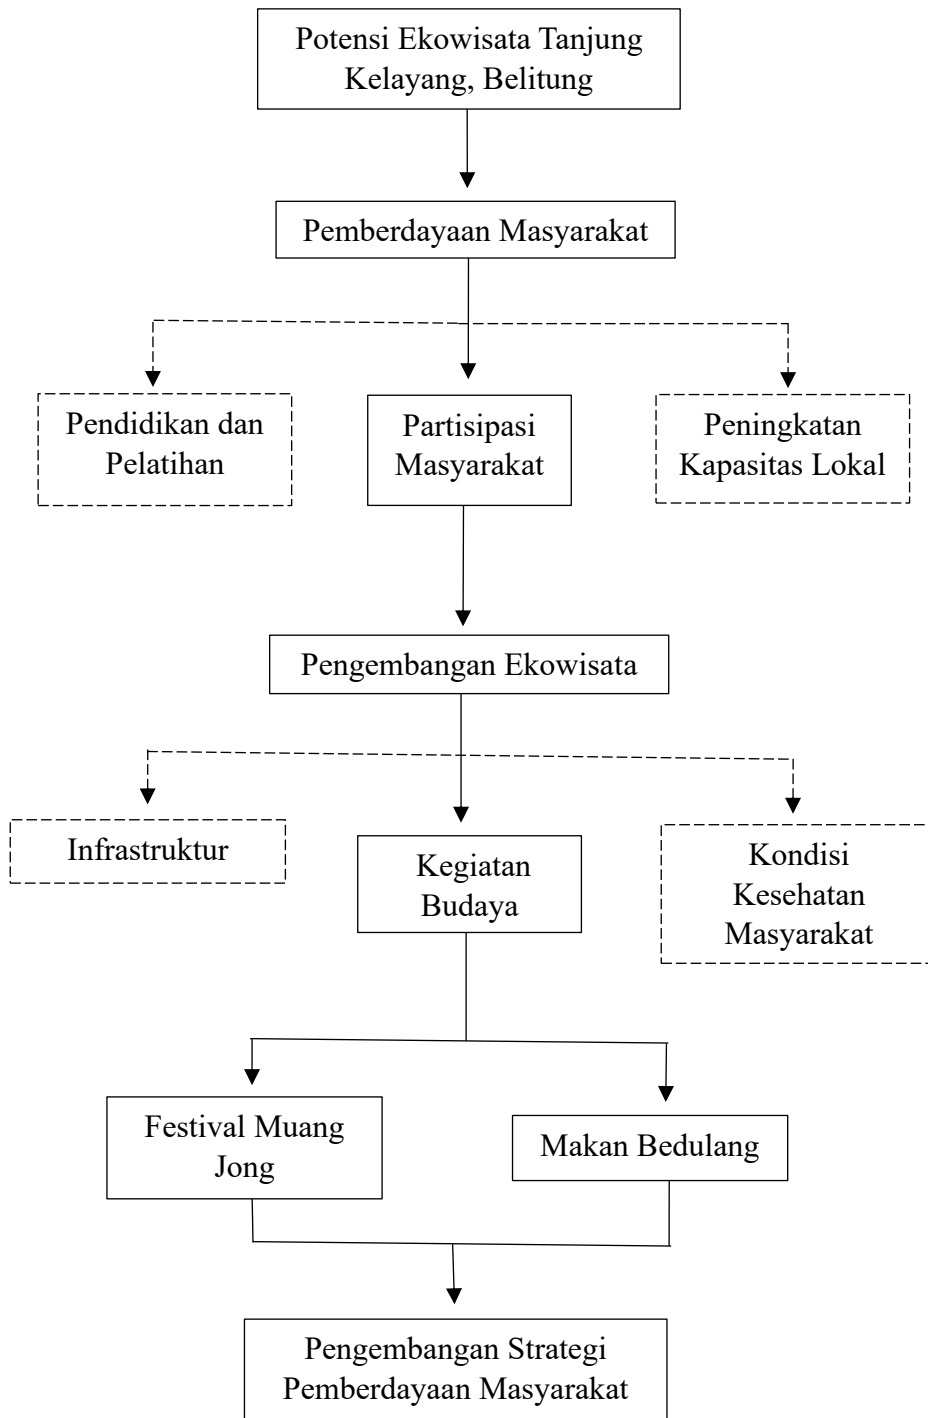 Potensi Ekowisata Tanjung
Kelayang, Belitung
Pemberdayaan Masyarakat
Pendidikan dan
Pelatihan
Partisipasi
Masyarakat
Peningkatan
Kapasitas Lokal
Pengembangan Ekowisata
Infrastruktur
Kegiatan
Budaya
Kondisi
Kesehatan
Masyarakat
Festival Muang
Jong
Makan Bedulang
Pengembangan Strategi
Pemberdayaan Masyarakat